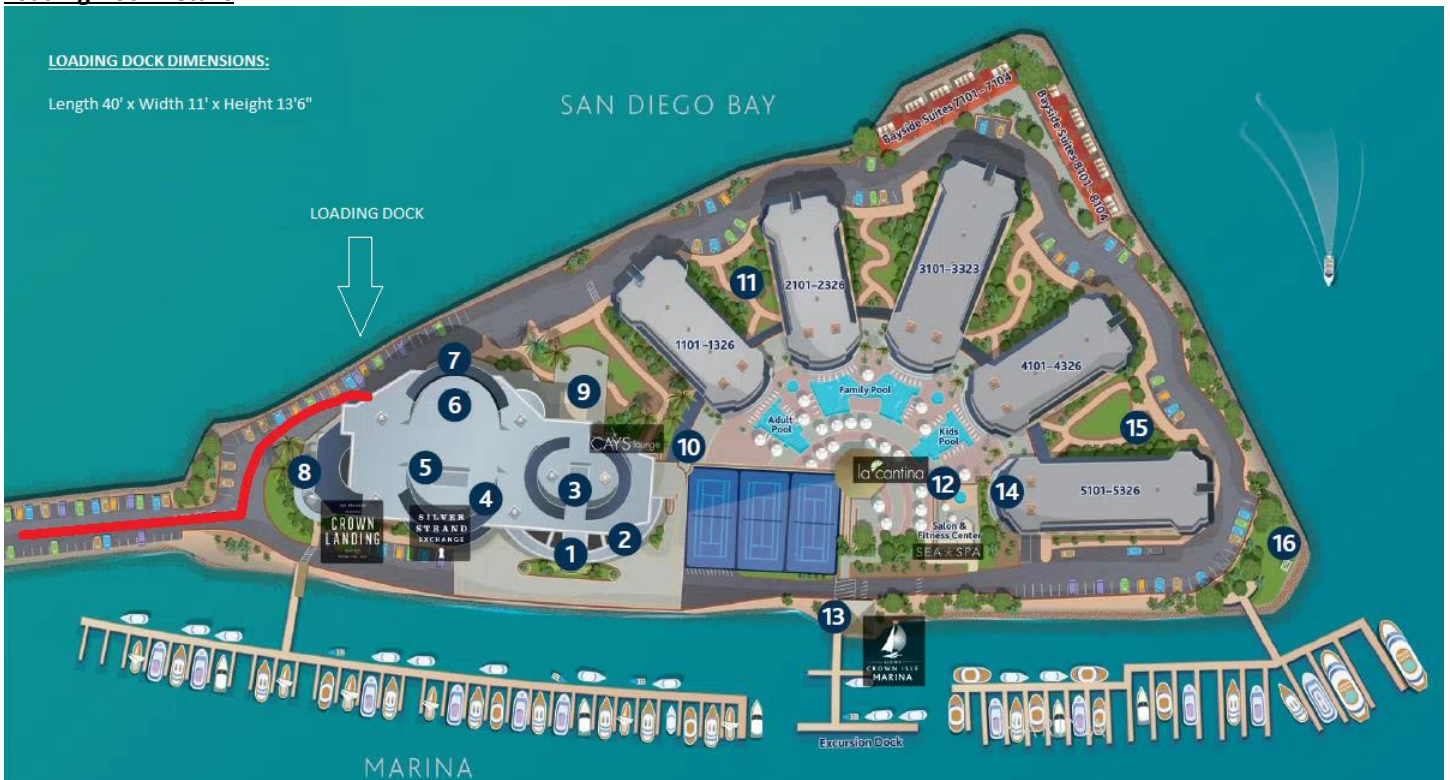 LOADING DOCK DIMENSIONS:
Length 40' x Width 11' x Height 13'6"
SAN DIEGO BAY
LOADING DOCK
Bayside Suites 7101–7104
Bayside Suites 8101–8104
1101–1326
2101–2326
3101–3323
4101–4326
5101–5326
Adult
Pool
Family Pool
Kids
Pool
CAYS lounge
la cantina
Salon &
Fitness Center
SEA SPA
CROWN
LANDING
SILVER
STRAND
EXCHANGE
1
2
3
4
5
6
7
8
9
10
11
12
13
14
15
16
CROWN ISLE
MARINA
Excursion Dock
MARINA